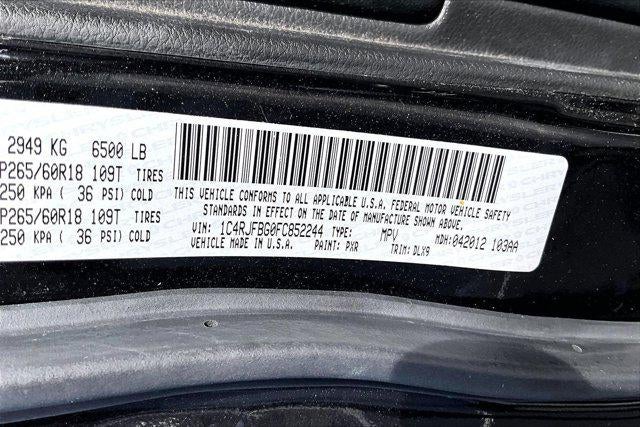 2949 KG 6500 LB
P265/60R18 109T TIRES
250 KPA ( 36 PSI) COLD
P265/60R18 109T TIRES
250 KPA ( 36 PSI) COLD
THIS VEHICLE CONFORMS TO ALL APPLICABLE U.S.A. FEDERAL MOTOR VEHICLE SAFETY
STANDARDS IN EFFECT ON THE DATE OF MANUFACTURE SHOWN ABOVE.
VIN: 1C4RJFBG0FC852244 TYPE: MPV MDH:042012 103AA
VEHICLE MADE IN U.S.A. PAINT: PXR TRIM: DLX9